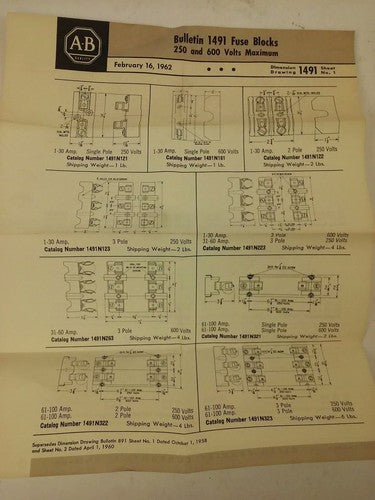 A-B
QUALITY
Bulletin 1491 Fuse Blocks
250 and 600 Volts Maximum
February 16, 1962
Dimension Drawing 1491 Sheet No. 1
1-30 Amp. Single Pole 250 Volts
Catalog Number 1491N121
Shipping Weight—1 Lb.
1-30 Amp. Single Pole 600 Volts
Catalog Number 1491N151
Shipping Weight—1 Lb.
1-30 Amp. 2 Pole 250 Volts
Catalog Number 1491N122
Shipping Weight—2 Lbs.
1-30 Amp. 3 Pole 250 Volts
Catalog Number 1491N123 Shipping Weight—2 Lbs.
1-30 Amp. 3 Pole 600 Volts
31-60 Amp. 3 Pole 250 Volts
Catalog Number 1491N223 Shipping Weight—4 Lbs.
31-60 Amp. 3 Pole 600 Volts
Catalog Number 1491N263 Shipping Weight—4 Lbs.
61-100 Amp. Single Pole 250 Volts
61-100 Amp. Single Pole 600 Volts
Catalog Number 1491N321 Shipping Weight—2 Lbs.
61-100 Amp. 2 Pole 250 Volts
61-100 Amp. 2 Pole 600 Volts
Catalog Number 1491N322 Shipping Weight—4 Lbs.
61-100 Amp. 3 Pole 250 Volts
61-100 Amp. 3 Pole 600 Volts
Catalog Number 1491N323 Shipping Weight—6 Lbs.
Supersedes Dimension Drawing Bulletin 891 Sheet No. 1 Dated October 1, 1958
and Sheet No. 2 Dated April 1, 1960